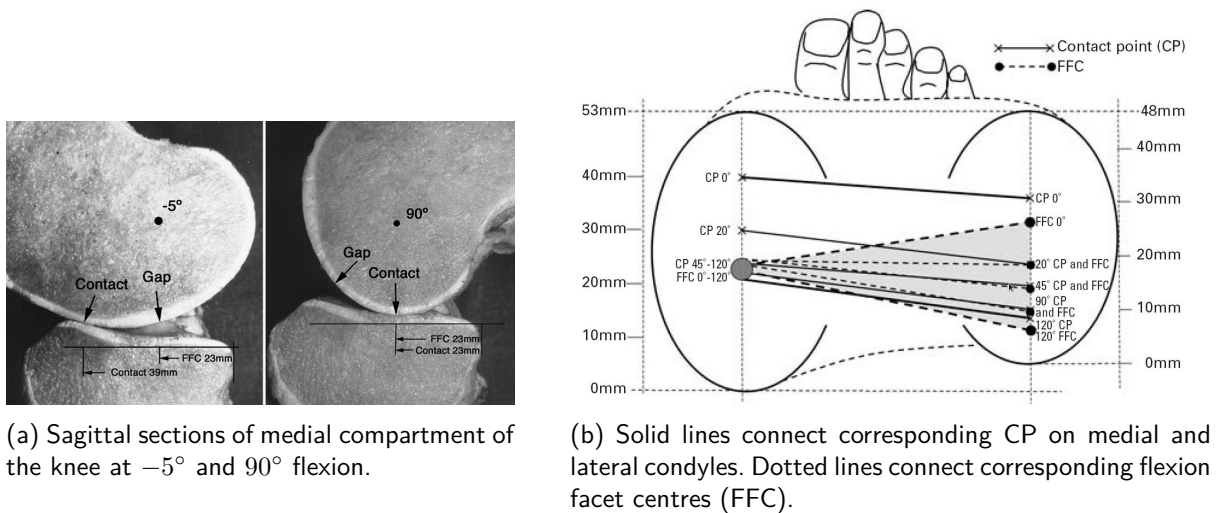 -5º
Gap
Contact
FFC 23mm
Contact 39mm
90º
Gap
Contact
FFC 23mm
Contact 23mm
(a) Sagittal sections of medial compartment of
the knee at −5° and 90° flexion.
Contact point (CP)
FFC
53mm
40mm
30mm
20mm
10mm
0mm
48mm
40mm
30mm
20mm
10mm
0mm
CP 0°
CP 20°
CP 45°-120°
FFC 0°-120
CP 0°
FFC 0°
20° CP and FFC
45° CP and FFC
90° CP
and FFC
120° CP
120° FFC
(b) Solid lines connect corresponding CP on medial and
lateral condyles. Dotted lines connect corresponding flexion
facet centres (FFC).